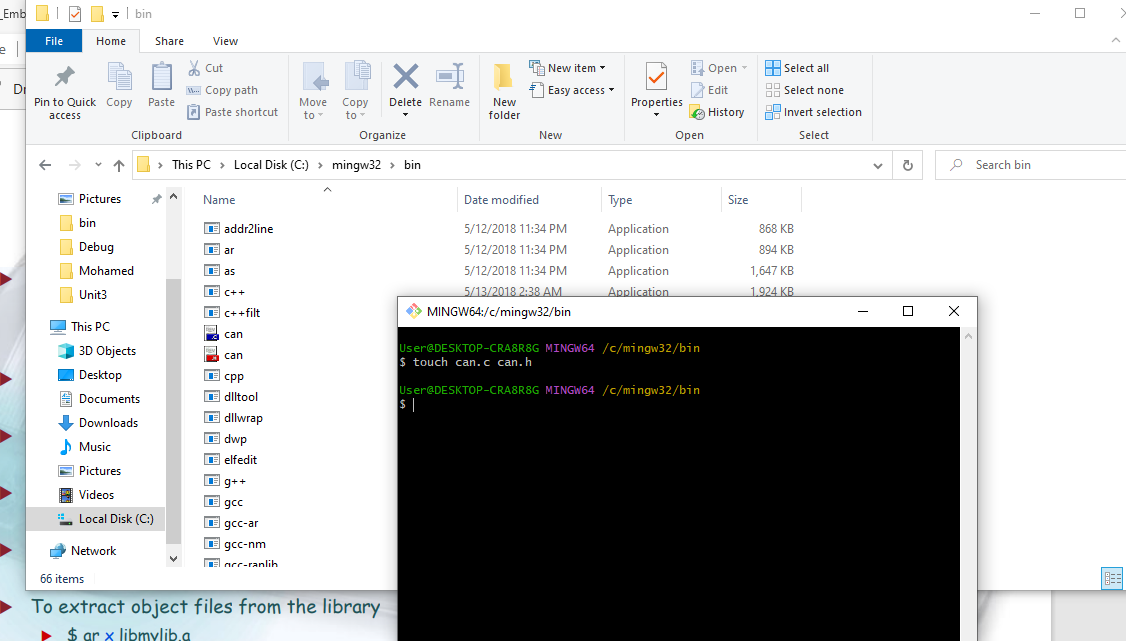 _Emb
bin
File Home Share View
Pin to Quick access
Copy
Paste
Cut
Copy path
Paste shortcut
Clipboard
Move to
Copy to
Delete
Rename
Organize
New folder
New item
Easy access
New
Properties
Open
Edit
History
Open
Select all
Select none
Invert selection
Select
e
Dr
This PC > Local Disk (C:) > mingw32 > bin
Search bin
Pictures
bin
Debug
Mohamed
Unit3
This PC
3D Objects
Desktop
Documents
Downloads
Music
Pictures
Videos
Local Disk (C:)
Network
Name Date modified Type Size
addr2line 5/12/2018 11:34 PM Application 868 KB
ar 5/12/2018 11:34 PM Application 894 KB
as 5/12/2018 11:34 PM Application 1,647 KB
c++ 5/13/2018 2:38 AM Application 1,924 KB
c++filt
can
can
cpp
dlltool
dllwrap
dwp
elfedit
g++
gcc
gcc-ar
gcc-nm
gcc-ranlib
66 items
MINGW64:/c/mingw32/bin
User@DESKTOP-CRA8R8G MINGW64 /c/mingw32/bin
$ touch can.c can.h
User@DESKTOP-CRA8R8G MINGW64 /c/mingw32/bin
$
To extract object files from the library
$ ar x libmylib.a